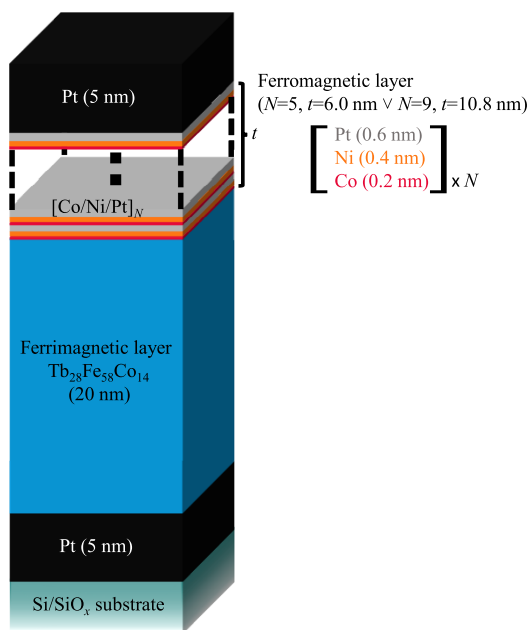 Pt (5 nm)
Ferromagnetic layer
(N=5, t=6.0 nm ∨ N=9, t=10.8 nm)
t
Pt (0.6 nm)
Ni (0.4 nm)
Co (0.2 nm)
x N
[Co/Ni/Pt]N
Ferrimagnetic layer
Tb28Fe58Co14
(20 nm)
Pt (5 nm)
Si/SiOx substrate